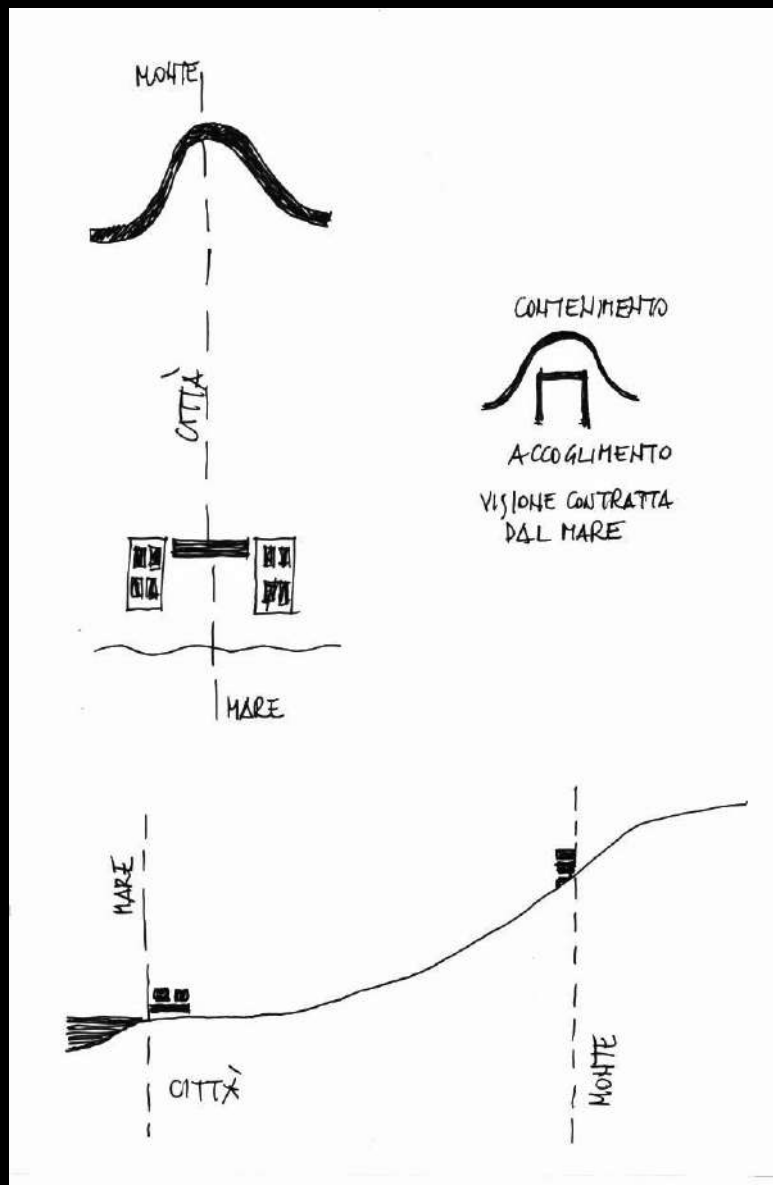 MONTE
CONTENIMENTO
CITTÀ
ACCOGLIMENTO
VISIONE CONTRATTA
DAL MARE
MARE
MARE
CITTÀ
MONTE